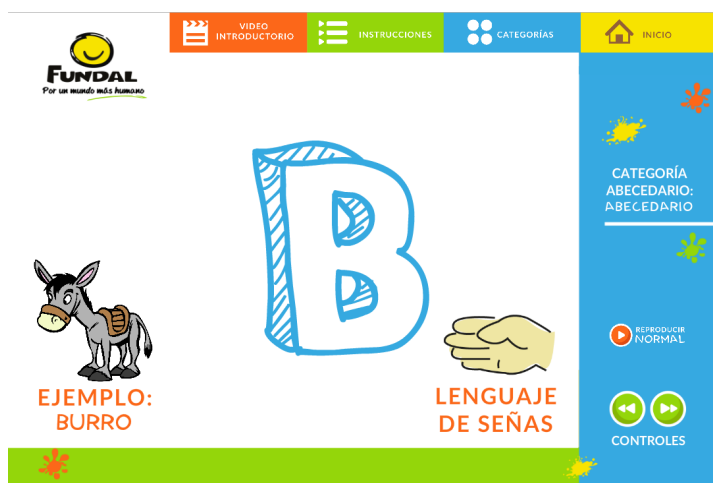 VIDEO
INTRODUCTORIO
INSTRUCCIONES
CATEGORÍAS
INICIO
FUNDAL
Por un mundo más humano
CATEGORÍA
ABECEDARIO:
ABECEDARIO
B
REPRODUCIR
NORMAL
EJEMPLO:
BURRO
LENGUAJE
DE SEÑAS
CONTROLES